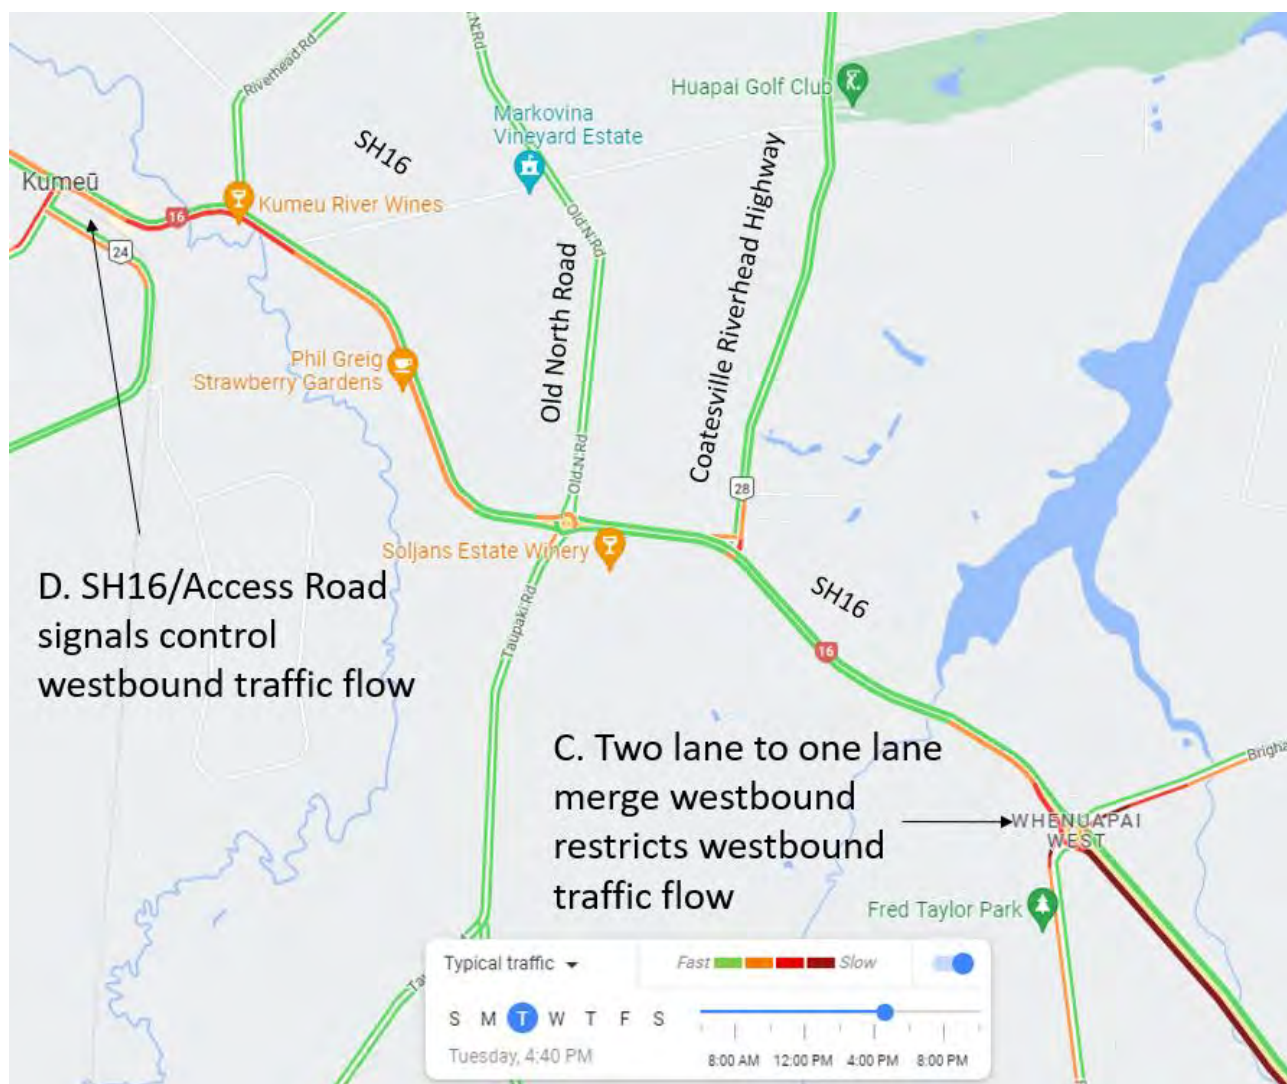 Riverhead Rd
N Rd
Huapai Golf Club
Markovina
Vineyard Estate
SH16
Kumeū
16
Kumeu River Wines
24
Old N Rd
Old North Road
Coatesville Riverhead Highway
Phil Greig
Strawberry Gardens
Old N Rd
28
Soljans Estate Winery
Taupaki Rd
SH16
16
D. SH16/Access Road
signals control
westbound traffic flow
C. Two lane to one lane
merge westbound
restricts westbound
traffic flow
Brigha
WHENUAPAI
WEST
Fred Taylor Park
Typical traffic
Fast
Slow
S M T W T F S
Tuesday, 4:40 PM
8:00 AM 12:00 PM 4:00 PM 8:00 PM